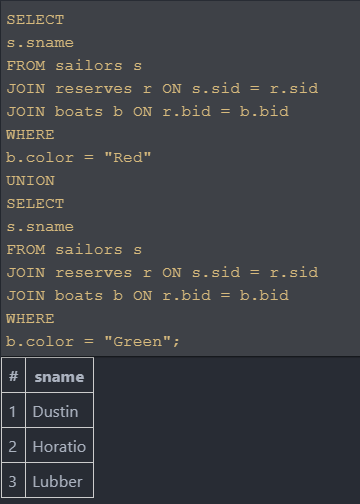 SELECT
s.sname
FROM sailors s
JOIN reserves r ON s.sid = r.sid
JOIN boats b ON r.bid = b.bid
WHERE
b.color = "Red"
UNION
SELECT
s.sname
FROM sailors s
JOIN reserves r ON s.sid = r.sid
JOIN boats b ON r.bid = b.bid
WHERE
b.color = "Green";
# sname
1 Dustin
2 Horatio
3 Lubber